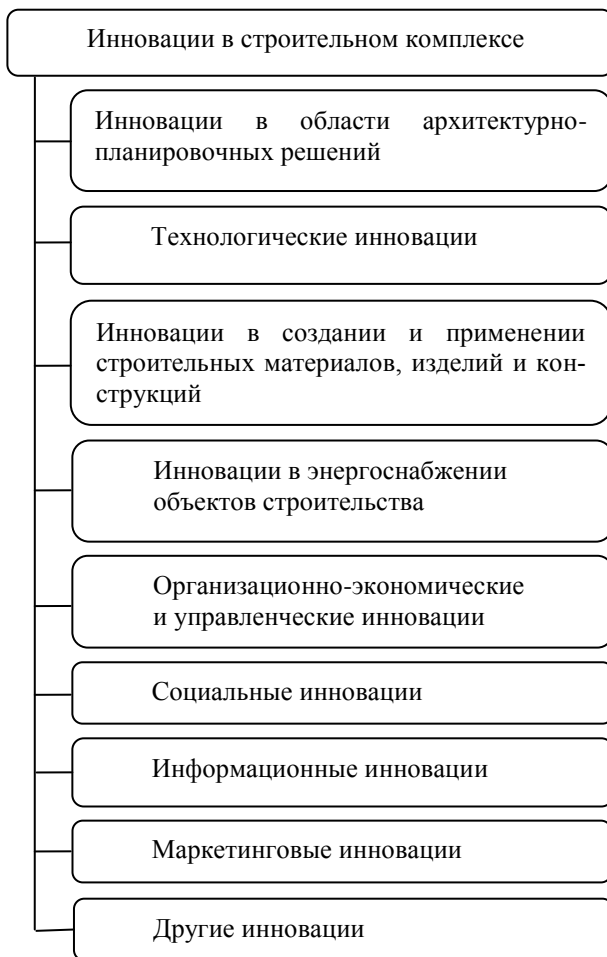 Инновации в строительном комплексе
Инновации в области архитектурно-
планировочных решений
Технологические инновации
Инновации в создании и применении
строительных материалов, изделий и кон-
струкций
Инновации в энергоснабжении
объектов строительства
Организационно-экономические
и управленческие инновации
Социальные инновации
Информационные инновации
Маркетинговые инновации
Другие инновации